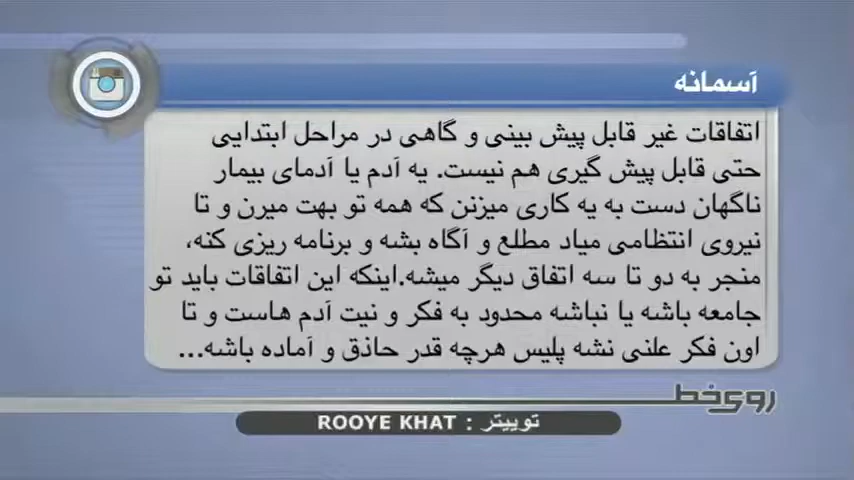 آسمانه
اتفاقات غیر قابل پیش بینی و گاهی در مراحل ابتدایی
حتی قابل پیش گیری هم نیست. یه آدم یا آدمای بیمار
ناگهان دست به یه کاری میزنن که همه تو بهت میرن و تا
نیروی انتظامی میاد مطلع و آگاه بشه و برنامه ریزی کنه،
منجر به دو تا سه اتفاق دیگر میشه.اینکه این اتفاقات باید تو
جامعه باشه یا نباشه محدود به فکر و نیت آدم هاست و تا
اون فکر علنی نشه پلیس هرچه قدر حاذق و آماده باشه...
روی خط
توییتر : ROOYE KHAT